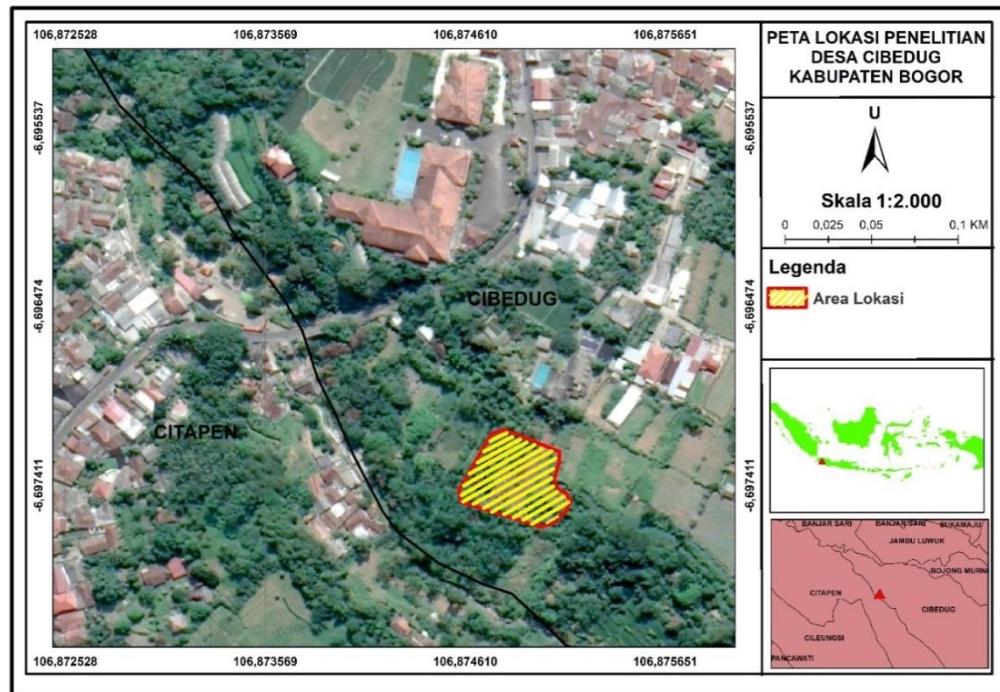 106,872528 106,873569 106,874610 106,875651
-6,695537
-6,696474
-6,697411
-6,695537
-6,696474
-6,697411
CIBEDUG
CITAPEN
106,872528 106,873569 106,874610 106,875651
PETA LOKASI PENELITIAN
DESA CIBEDUG
KABUPATEN BOGOR
U
Skala 1:2.000
0 0,025 0,05 0,1 KM
Legenda
Area Lokasi
BANJAR SARI BANJAR SARI SUKAMAJU
JAMBU LUWUK
BOJONG MURNI
CITAPEN
CIBEDUG
CILEUNGSI
PANCAWATI